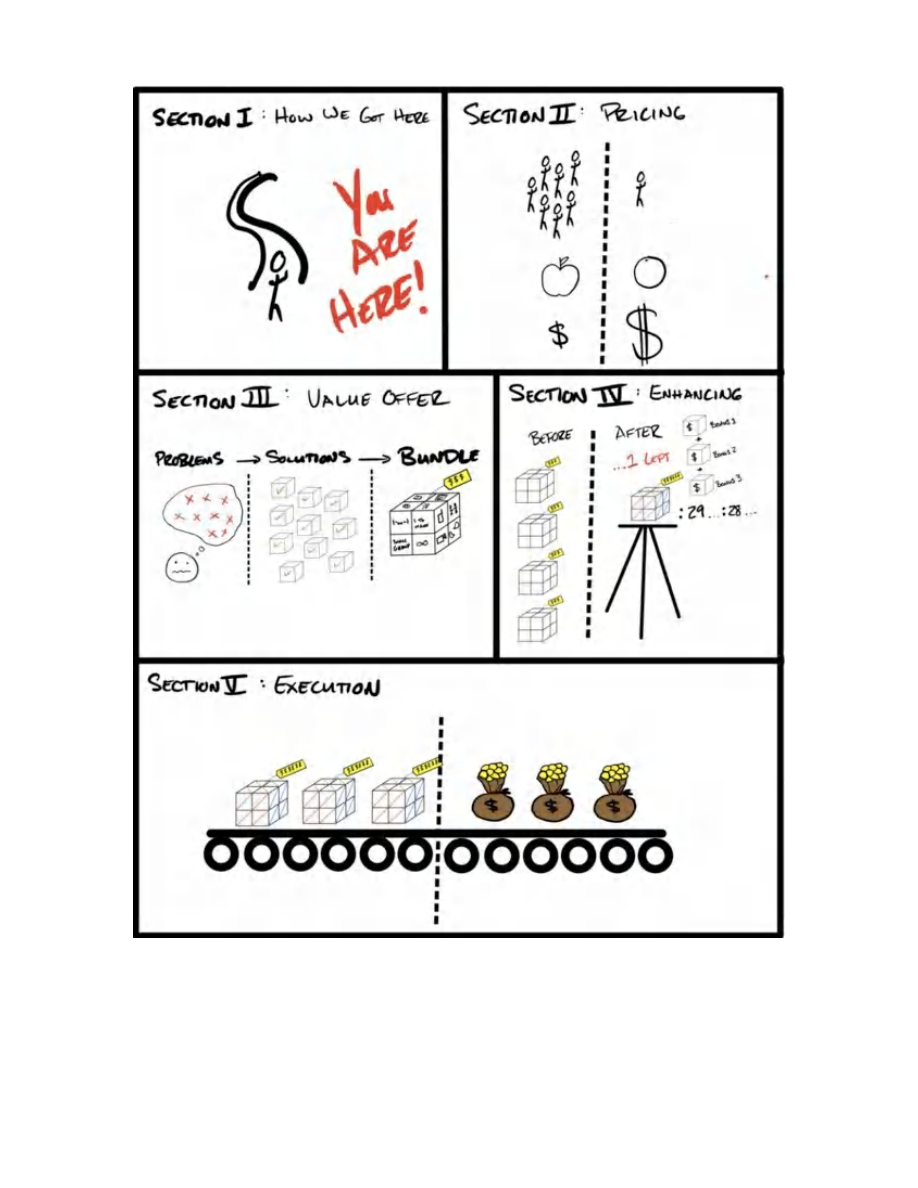 SECTION I : HOW WE GOT HERE
You
ARE
HERE!
SECTION II : PRICING
$
$
SECTION III : VALUE OFFER
PROBLEMS → SOLUTIONS → BUNDLE
$$$
SECTION IV : ENHANCING
BEFORE
AFTER
...1 LEFT
$ BONUS 1
+
$ BONUS 2
+
$ BONUS 3
:29...:28...
$$$
$$$
$$$
$$$
SECTION V : EXECUTION
$
$
$